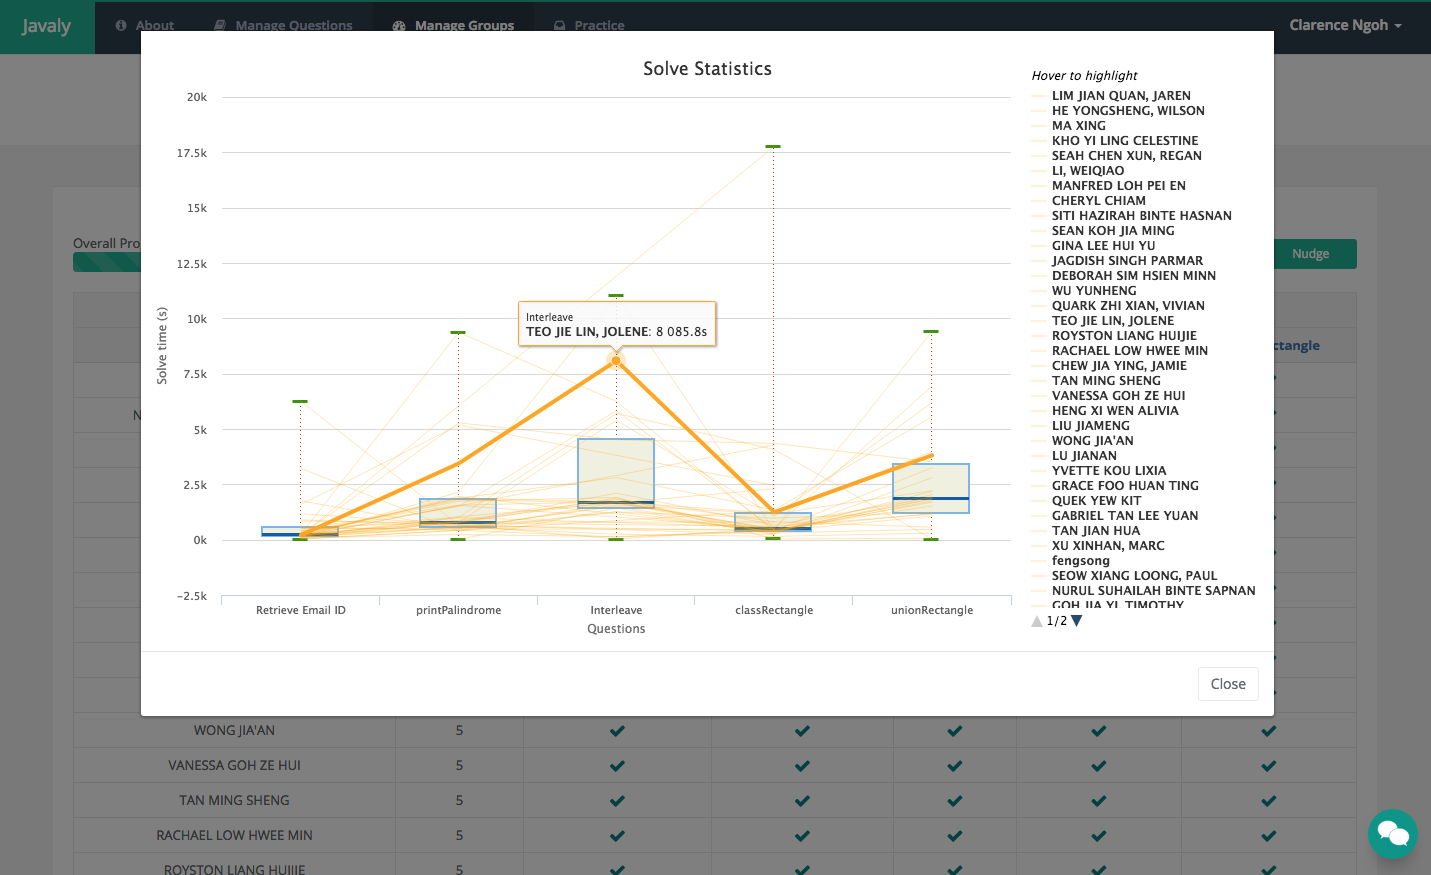 Javaly
About
Manage Questions
Manage Groups
Practice
Clarence Ngoh
Solve Statistics
Hover to highlight
20k
17.5k
15k
12.5k
10k
7.5k
5k
2.5k
0k
−2.5k
Solve time (s)
Interleave
TEO JIE LIN, JOLENE: 8 085.8s
Retrieve Email ID
printPalindrome
Interleave
classRectangle
unionRectangle
Questions
LIM JIAN QUAN, JAREN
HE YONGSHENG, WILSON
MA XING
KHO YI LING CELESTINE
SEAH CHEN XUN, REGAN
LI, WEIQIAO
MANFRED LOH PEI EN
CHERYL CHIAM
SITI HAZIRAH BINTE HASNAN
SEAN KOH JIA MING
GINA LEE HUI YU
JAGDISH SINGH PARMAR
DEBORAH SIM HSIEN MINN
WU YUNHENG
QUARK ZHI XIAN, VIVIAN
TEO JIE LIN, JOLENE
ROYSTON LIANG HUIJIE
RACHAEL LOW HWEE MIN
CHEW JIA YING, JAMIE
TAN MING SHENG
VANESSA GOH ZE HUI
HENG XI WEN ALIVIA
LIU JIAMENG
WONG JIA'AN
LU JIANAN
YVETTE KOU LIXIA
GRACE FOO HUAN TING
QUEK YEW KIT
GABRIEL TAN LEE YUAN
TAN JIAN HUA
XU XINHAN, MARC
fengsong
SEOW XIANG LOONG, PAUL
NURUL SUHAILAH BINTE SAPNAN
GOH JIA YI, TIMOTHY
1/2
Close
Overall Pro
Nudge
ctangle
N
WONG JIA'AN 5
VANESSA GOH ZE HUI 5
TAN MING SHENG 5
RACHAEL LOW HWEE MIN 5
ROYSTON LIANG HUIJIE 5